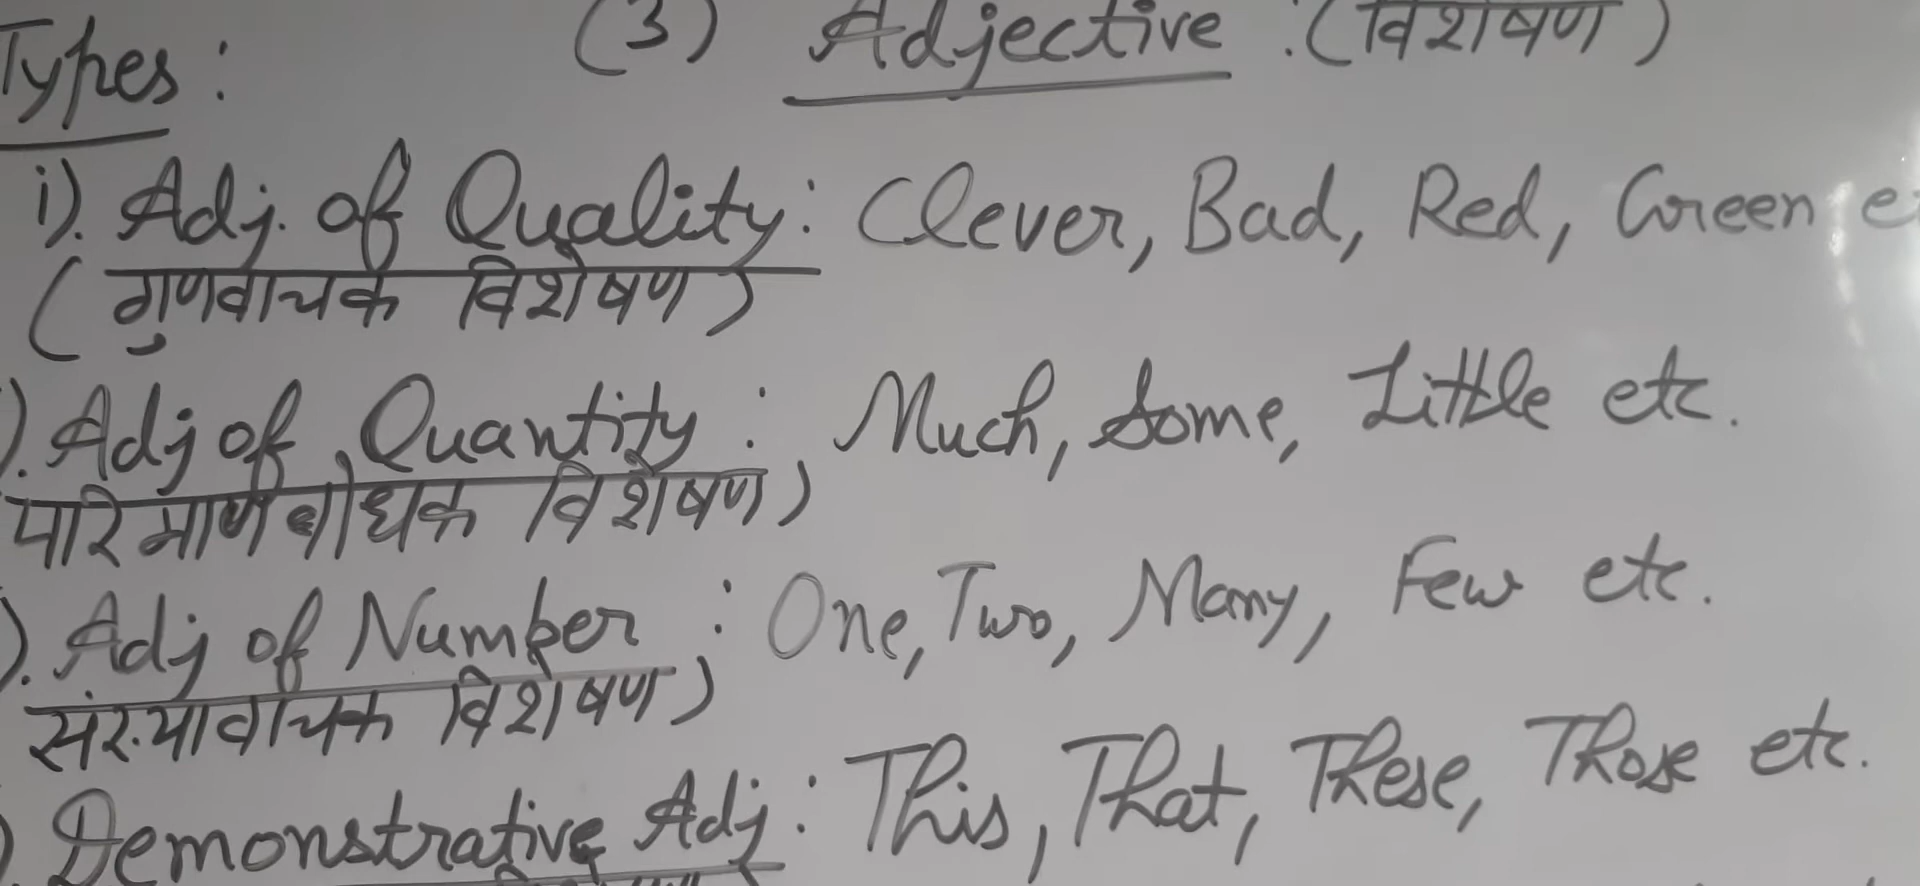 (3) Adjective :(विशेषण)
Types:
i). Adj. of Quality: Clever, Bad, Red, Green e
(गुणवाचक विशेषण)
). Adj of Quantity: Much, Some, Little etc.
परिमाणबोधक विशेषण)
). Adj of Number: One, Two, Many, Few etc.
संख्यावाचक विशेषण)
) Demonstrative Adj: This, That, These, Those etc.